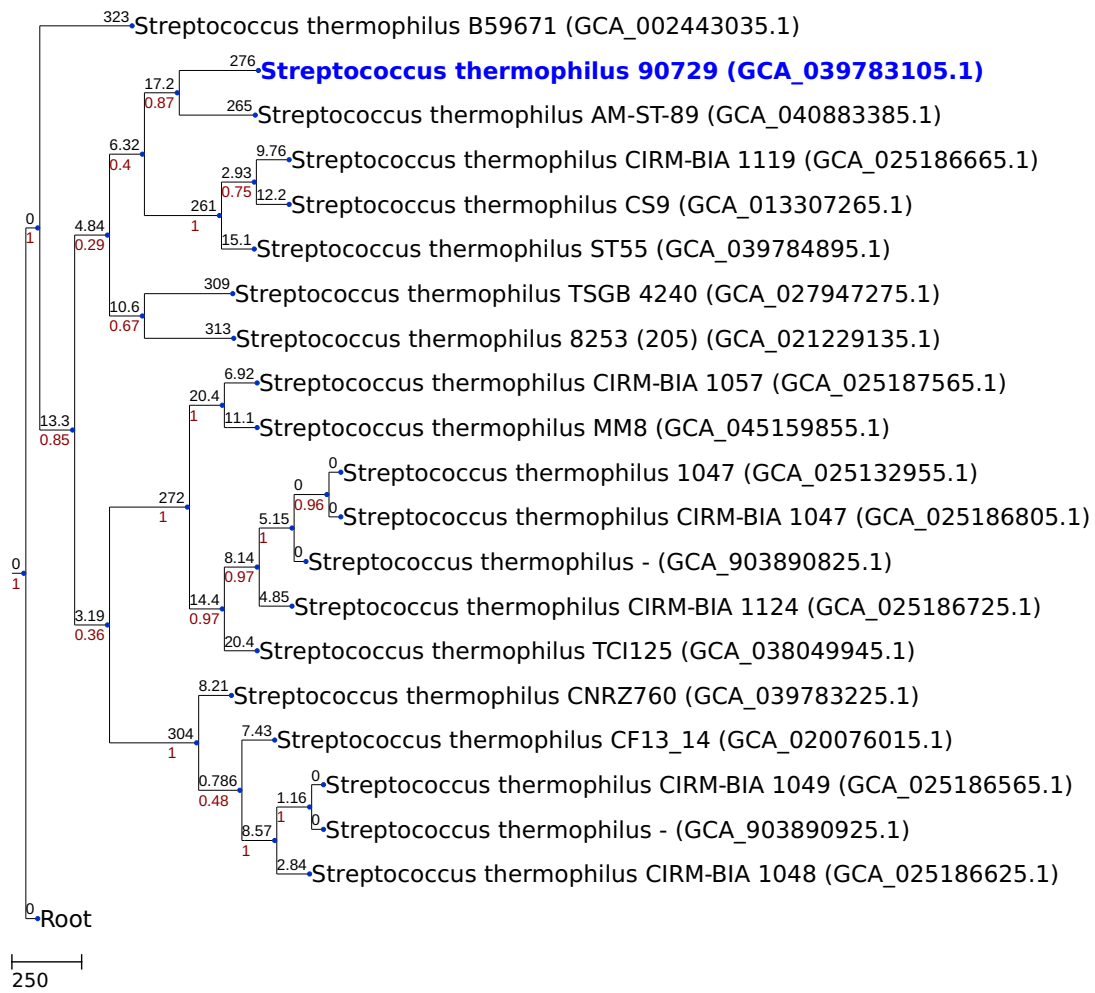 323 Streptococcus thermophilus B59671 (GCA_002443035.1)
276 Streptococcus thermophilus 90729 (GCA_039783105.1)
17.2
0.87
265 Streptococcus thermophilus AM-ST-89 (GCA_040883385.1)
6.32
0.4
9.76 Streptococcus thermophilus CIRM-BIA 1119 (GCA_025186665.1)
2.93
0.75
12.2 Streptococcus thermophilus CS9 (GCA_013307265.1)
261
1
15.1 Streptococcus thermophilus ST55 (GCA_039784895.1)
0
1
4.84
0.29
309 Streptococcus thermophilus TSGB 4240 (GCA_027947275.1)
10.6
0.67
313 Streptococcus thermophilus 8253 (205) (GCA_021229135.1)
6.92 Streptococcus thermophilus CIRM-BIA 1057 (GCA_025187565.1)
20.4
1
11.1 Streptococcus thermophilus MM8 (GCA_045159855.1)
13.3
0.85
0 Streptococcus thermophilus 1047 (GCA_025132955.1)
0
0.96
272
1
0 Streptococcus thermophilus CIRM-BIA 1047 (GCA_025186805.1)
5.15
1
0 Streptococcus thermophilus - (GCA_903890825.1)
8.14
0.97
0
1
4.85 Streptococcus thermophilus CIRM-BIA 1124 (GCA_025186725.1)
14.4
0.97
3.19
0.36
20.4 Streptococcus thermophilus TCI125 (GCA_038049945.1)
8.21 Streptococcus thermophilus CNRZ760 (GCA_039783225.1)
304
1
7.43 Streptococcus thermophilus CF13_14 (GCA_020076015.1)
0.786
0.48
0 Streptococcus thermophilus CIRM-BIA 1049 (GCA_025186565.1)
1.16
1
0 Streptococcus thermophilus - (GCA_903890925.1)
8.57
1
2.84 Streptococcus thermophilus CIRM-BIA 1048 (GCA_025186625.1)
0 Root
250